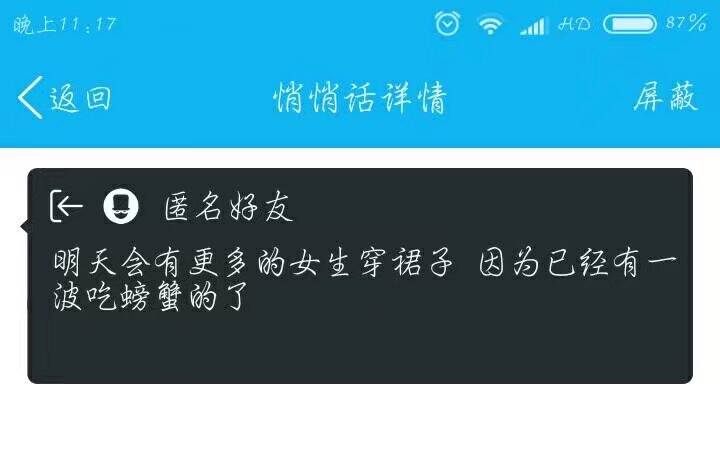 晚上11:17 HD 87%
返回 悄悄话详情 屏蔽
匿名好友
明天会有更多的女生穿裙子 因为已经有一
波吃螃蟹的了